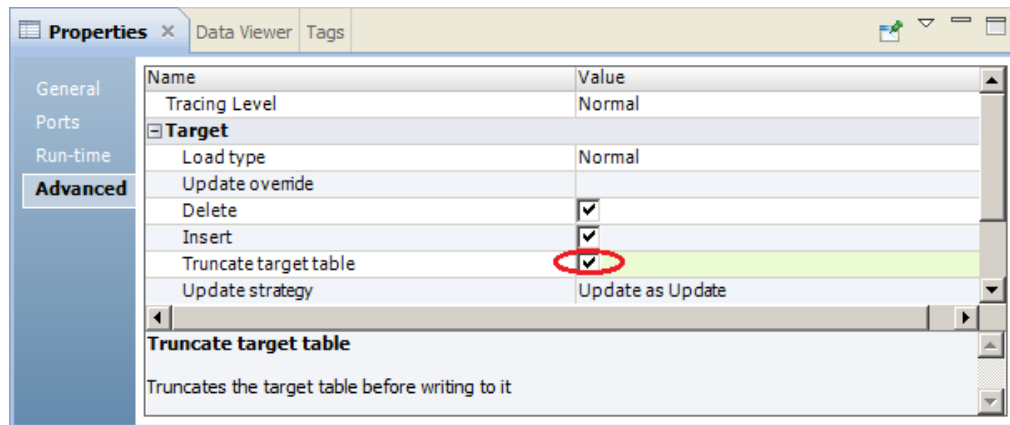 Properties Data Viewer Tags
General
Ports
Run-time
Advanced
Name Value
Tracing Level Normal
Target
Load type Normal
Update override
Delete
Insert
Truncate target table
Update strategy Update as Update
Truncate target table
Truncates the target table before writing to it